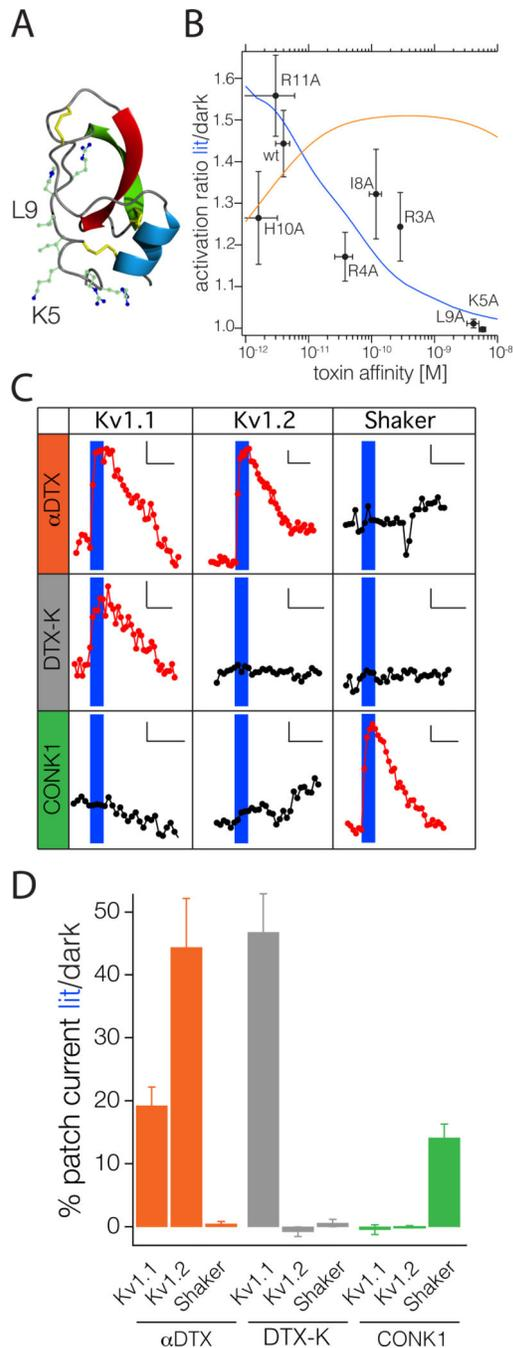 A
L9
K5
B
activation ratio lit/dark
1.6
1.5
1.4
1.3
1.2
1.1
1.0
R11A
wt
H10A
I8A
R3A
R4A
K5A
L9A
10⁻¹² 10⁻¹¹ 10⁻¹⁰ 10⁻⁹ 10⁻⁸
toxin affinity [M]
C
Kv1.1 Kv1.2 Shaker
αDTX
DTX-K
CONK1
D
% patch current lit/dark
50
40
30
20
10
0
Kv1.1 Kv1.2 Shaker Kv1.1 Kv1.2 Shaker Kv1.1 Kv1.2 Shaker
αDTX DTX-K CONK1